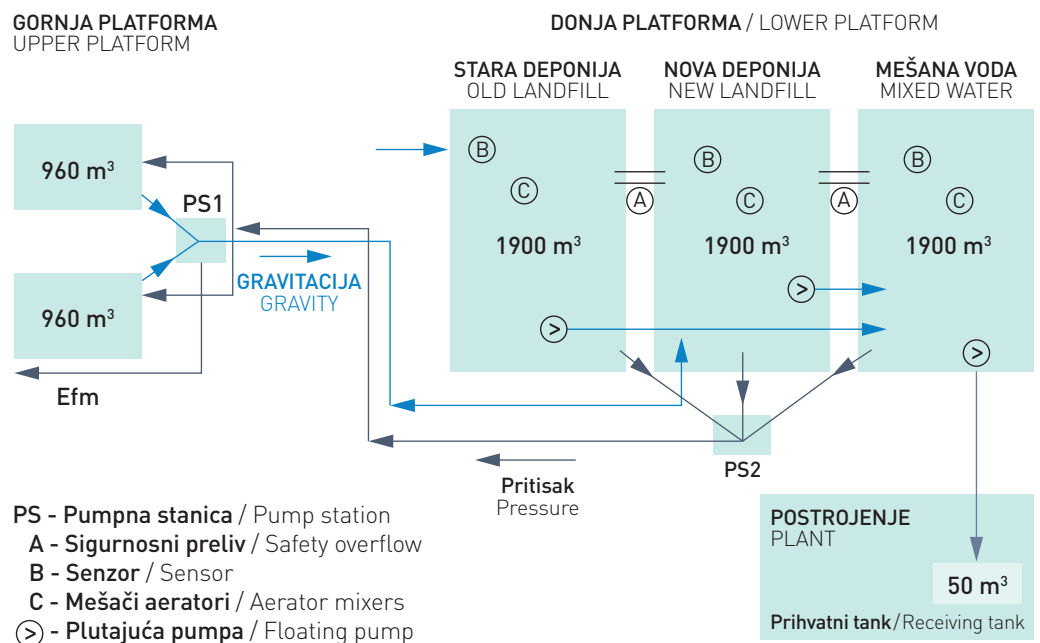 GORNJA PLATFORMA
UPPER PLATFORM
DONJA PLATFORMA / LOWER PLATFORM
STARA DEPONIJA
OLD LANDFILL
NOVA DEPONIJA
NEW LANDFILL
MEŠANA VODA
MIXED WATER
960 m³
PS1
960 m³
GRAVITACIJA
GRAVITY
Efm
B
C
1900 m³
A
B
C
1900 m³
A
B
C
1900 m³
>
>
>
PS2
Pritisak
Pressure
PS - Pumpna stanica / Pump station
A - Sigurnosni preliv / Safety overflow
B - Senzor / Sensor
C - Mešači aeratori / Aerator mixers
> - Plutajuća pumpa / Floating pump
POSTROJENJE
PLANT
50 m³
Prihvatni tank/Receiving tank